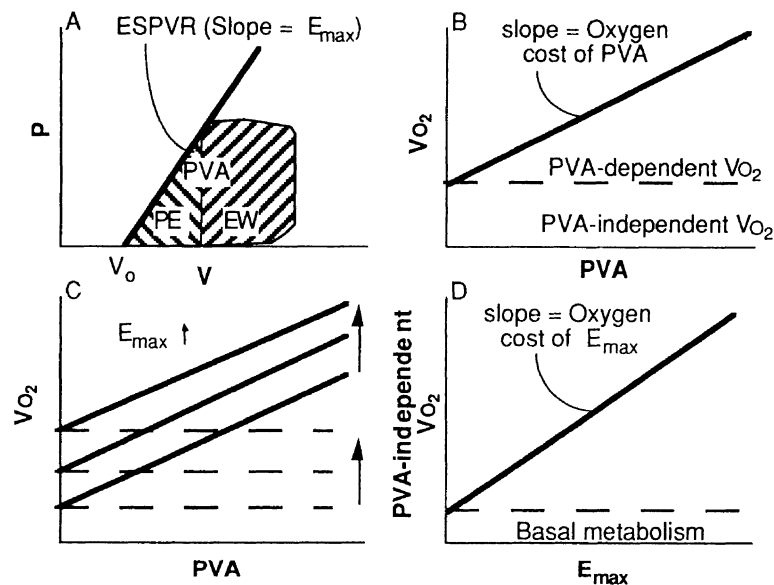 A
ESPVR (Slope = Emax)
P
PVA
PE
EW
Vo
V
B
slope = Oxygen
cost of PVA
Vo2
PVA-dependent Vo2
PVA-independent Vo2
PVA
C
Emax ↑
Vo2
PVA
D
slope = Oxygen
cost of Emax
PVA-independent
Vo2
Basal metabolism
Emax